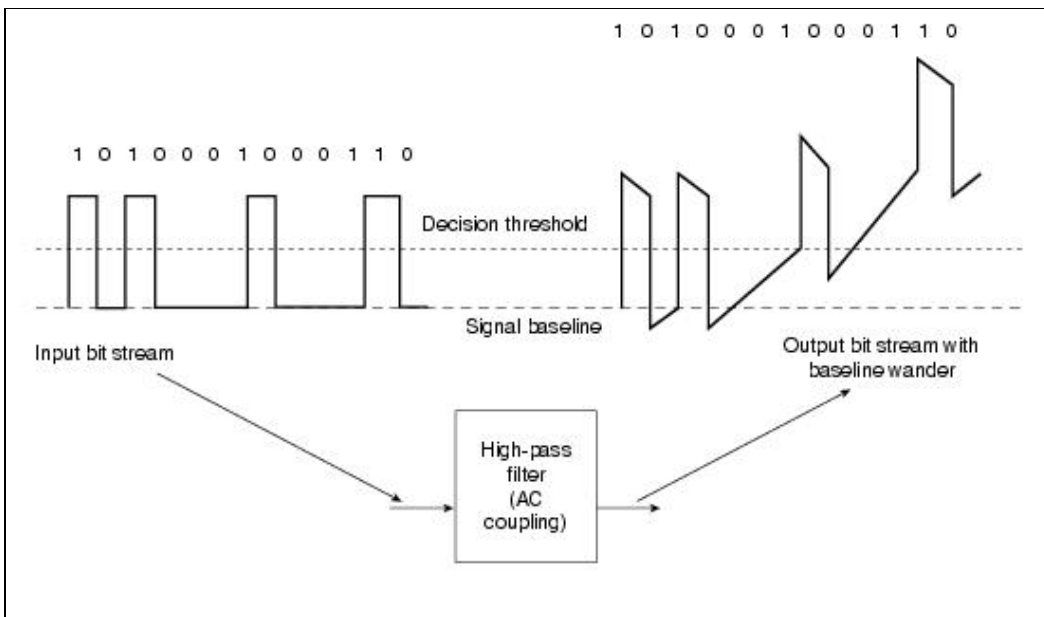 1 0 1 0 0 0 1 0 0 0 1 1 0
1 0 1 0 0 0 1 0 0 0 1 1 0
Decision threshold
Signal baseline
Input bit stream
Output bit stream with
baseline wander
High-pass
filter
(AC
coupling)